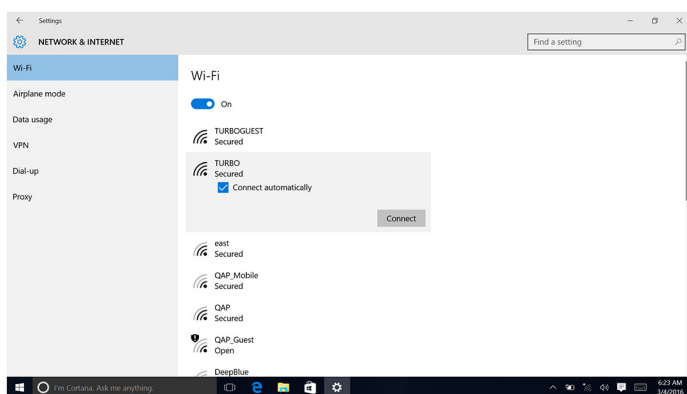 Settings
NETWORK & INTERNET
Find a setting
Wi-Fi
Airplane mode
Data usage
VPN
Dial-up
Proxy
Wi-Fi
On
TURBOGUEST
Secured
TURBO
Secured
Connect automatically
Connect
east
Secured
QAP_Mobile
Secured
QAP
Secured
QAP_Guest
Open
DeepBlue
I'm Cortana. Ask me anything.
6:23 AM
3/4/2016